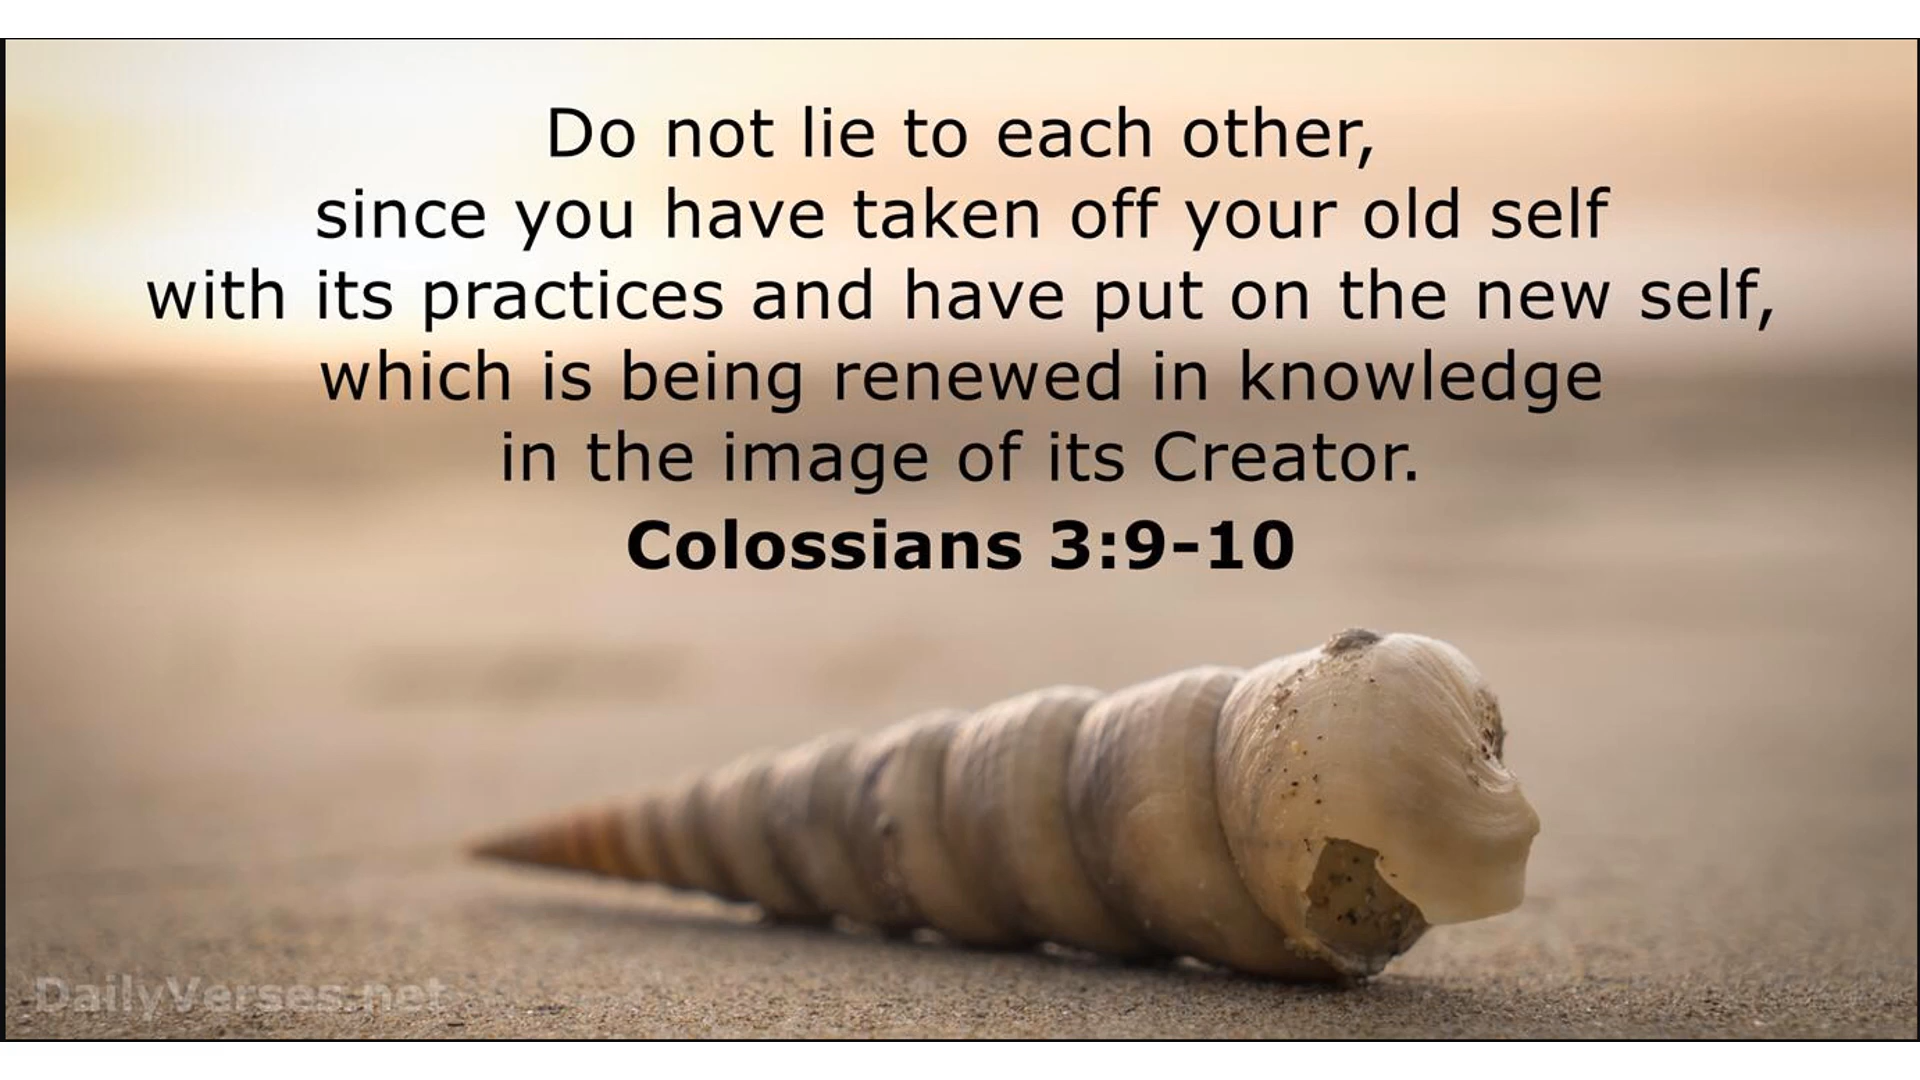 Do not lie to each other,
since you have taken off your old self
with its practices and have put on the new self,
which is being renewed in knowledge
in the image of its Creator.
Colossians 3:9-10
DailyVerses.net